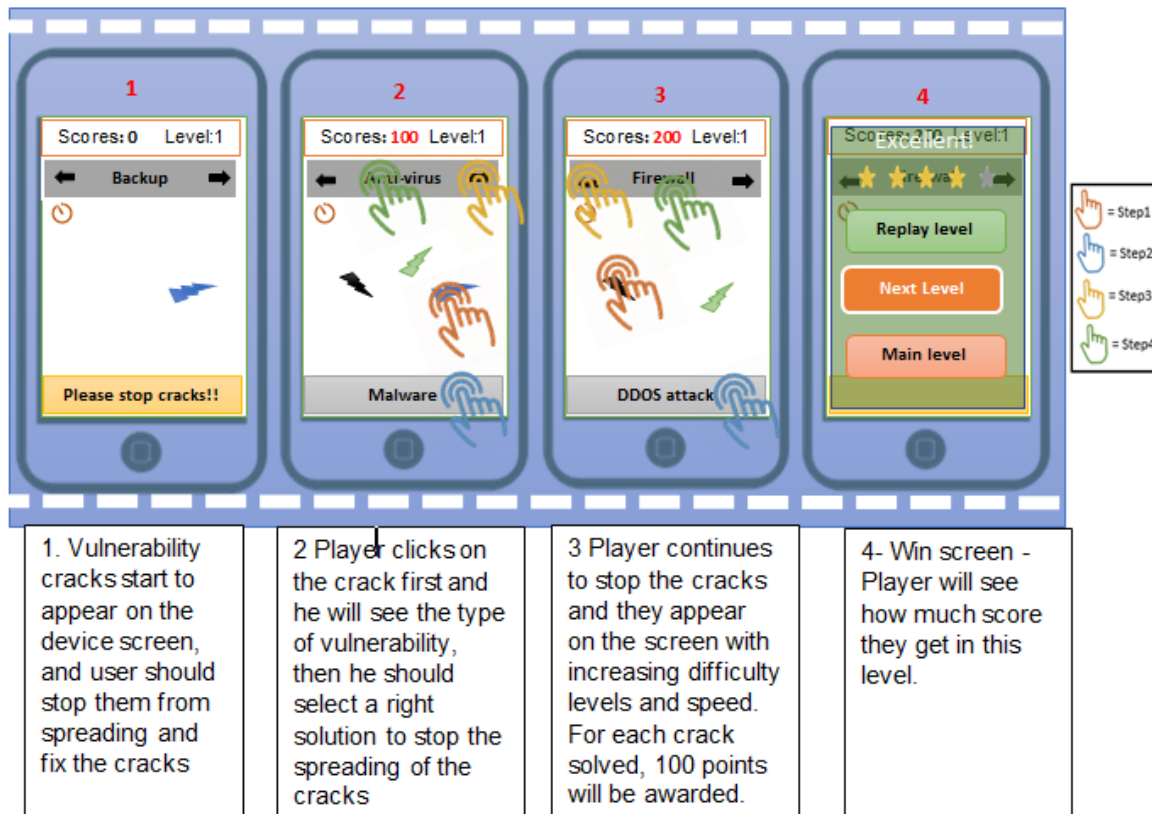 1
2
3
4
Scores: 0 Level:1
Backup
Please stop cracks!!
Scores: 100 Level:1
Anti-virus
Malware
Scores: 200 Level:1
Firewall
DDOS attack
Level:1
Excellent!
Replay level
Next Level
Main level
= Step1
= Step2
= Step3
= Step4
1. Vulnerability
cracks start to
appear on the
device screen,
and user should
stop them from
spreading and
fix the cracks
2 Player clicks on
the crack first and
he will see the type
of vulnerability,
then he should
select a right
solution to stop the
spreading of the
cracks
3 Player continues
to stop the cracks
and they appear
on the screen with
increasing difficulty
levels and speed.
For each crack
solved, 100 points
will be awarded.
4- Win screen -
Player will see
how much score
they get in this
level.